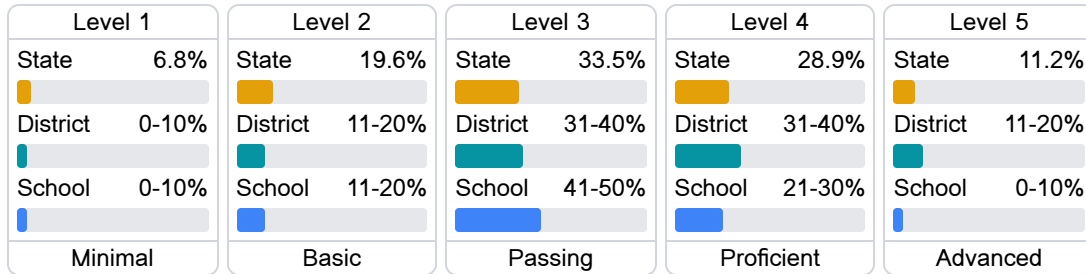 Level 1
State 6.8%
District 0-10%
School 0-10%
Minimal
Level 2
State 19.6%
District 11-20%
School 11-20%
Basic
Level 3
State 33.5%
District 31-40%
School 41-50%
Passing
Level 4
State 28.9%
District 31-40%
School 21-30%
Proficient
Level 5
State 11.2%
District 11-20%
School 0-10%
Advanced